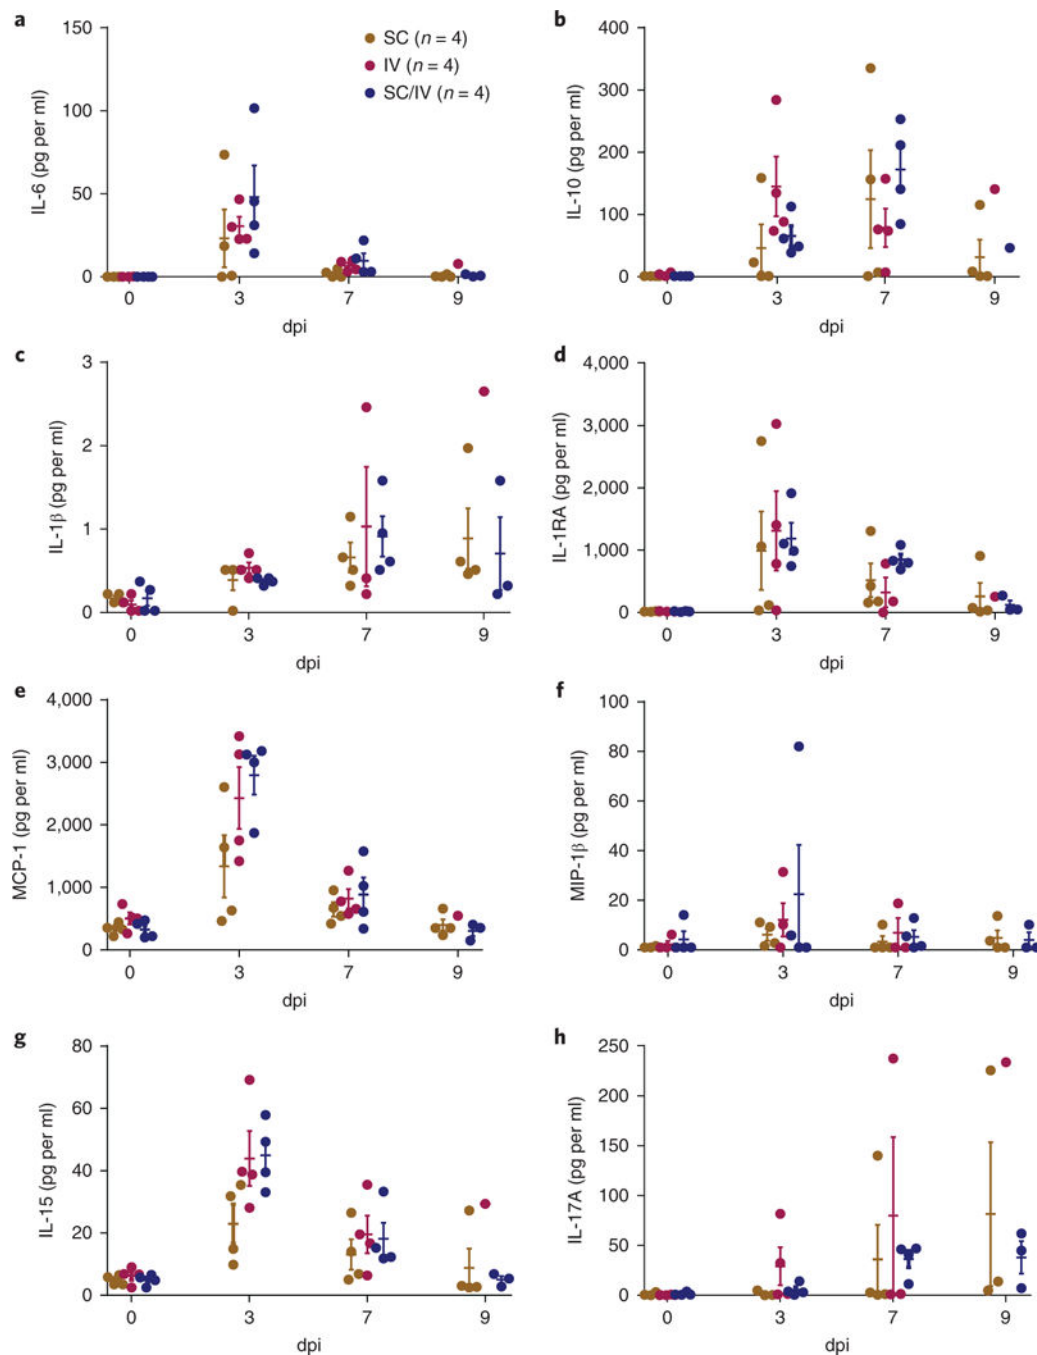 a
150
100
50
0
IL-6 (pg per ml)
0 3 7 9
dpi
SC (n = 4)
IV (n = 4)
SC/IV (n = 4)
b
400
300
200
100
0
IL-10 (pg per ml)
0 3 7 9
dpi
c
3
2
1
0
IL-1β (pg per ml)
0 3 7 9
dpi
d
4,000
3,000
2,000
1,000
0
IL-1RA (pg per ml)
0 3 7 9
dpi
e
4,000
3,000
2,000
1,000
0
MCP-1 (pg per ml)
0 3 7 9
dpi
f
100
80
60
40
20
0
MIP-1β (pg per ml)
0 3 7 9
dpi
g
80
60
40
20
0
IL-15 (pg per ml)
0 3 7 9
dpi
h
250
200
150
100
50
0
IL-17A (pg per ml)
0 3 7 9
dpi